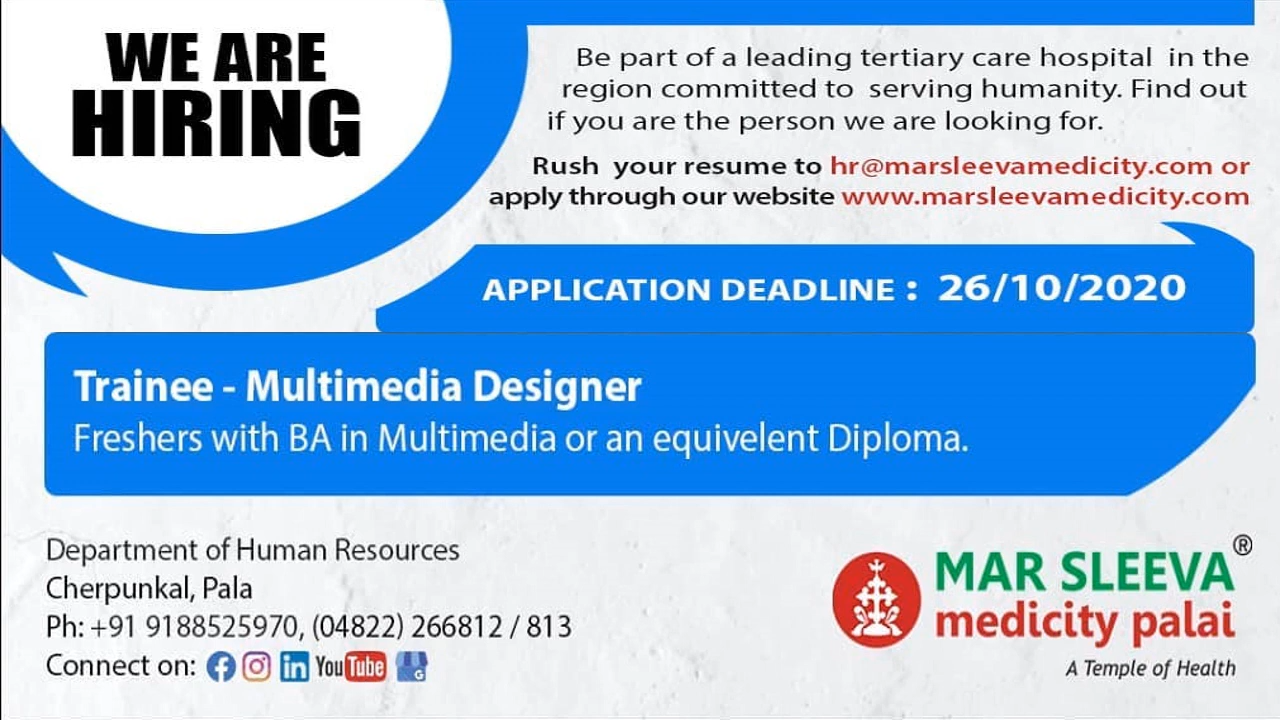 WE ARE
HIRING
Be part of a leading tertiary care hospital in the
region committed to serving humanity. Find out
if you are the person we are looking for.
Rush your resume to hr@marsleevamedicity.com or
apply through our website www.marsleevamedicity.com
APPLICATION DEADLINE : 26/10/2020
Trainee - Multimedia Designer
Freshers with BA in Multimedia or an equivelent Diploma.
Department of Human Resources
Cherpunkal, Pala
Ph: +91 9188525970, (04822) 266812 / 813
Connect on: f in YouTube G
MAR SLEEVA®
medicity palai
A Temple of Health